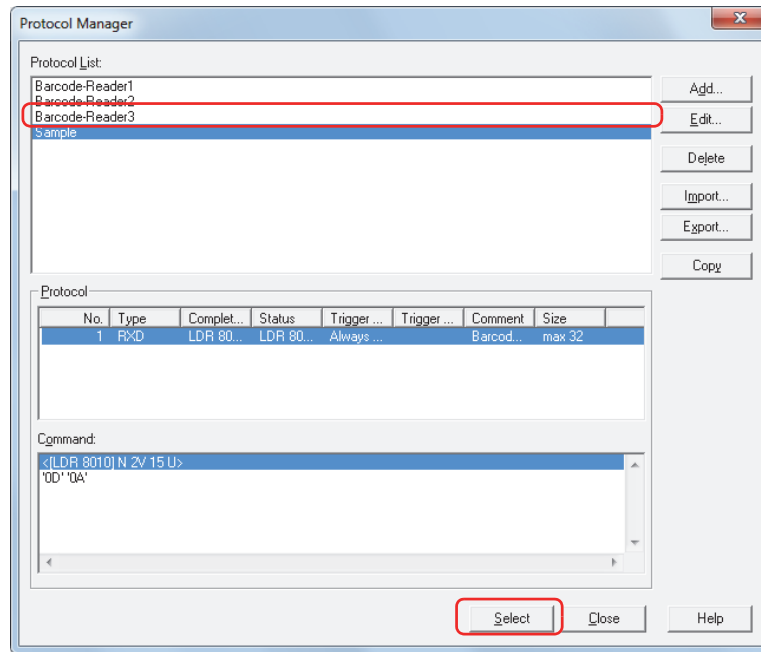 Protocol Manager
Protocol List:
Barcode-Reader1
Barcode-Reader2
Barcode-Reader3
Sample
Add...
Edit...
Delete
Import...
Export...
Copy
Protocol
No. Type Complet... Status Trigger ... Trigger ... Comment Size
1 RXD LDR 80... LDR 80... Always ... Barcod... max 32
Command:
<[LDR 8010] N 2V 15 U>
'0D' '0A'
Select Close Help